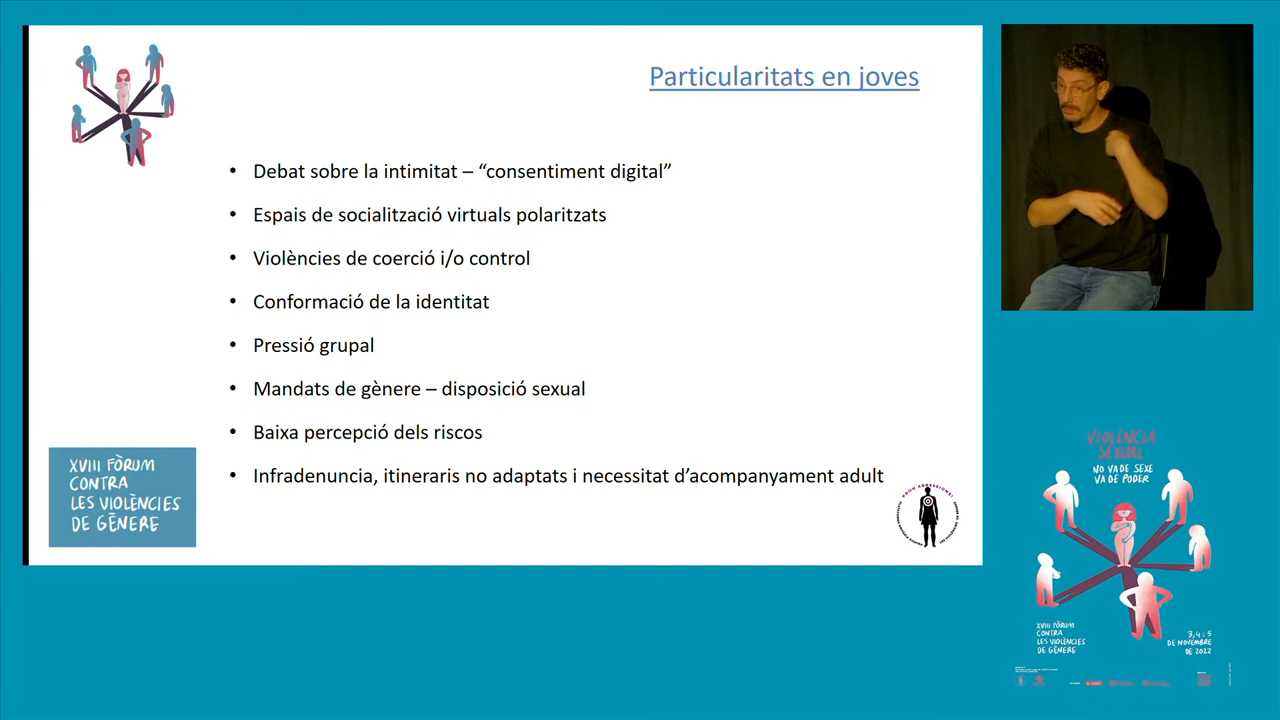 Particularitats en joves
• Debat sobre la intimitat – “consentiment digital”
• Espais de socialització virtuals polaritzats
• Violències de coerció i/o control
• Conformació de la identitat
• Pressió grupal
• Mandats de gènere – disposició sexual
• Baixa percepció dels riscos
• Infradenuncia, itineraris no adaptats i necessitat d’acompanyament adult
XVIII FÒRUM
CONTRA
LES VIOLÈNCIES
DE GÈNERE
PROU AGRESSIONS!
VIOLÈNCIA
SEXUAL
NO VA DE SEXE
VA DE PODER
XVIII FÒRUM
CONTRA
LES VIOLÈNCIES
DE GÈNERE
3, 4 i 5
DE NOVEMBRE
DE 2022